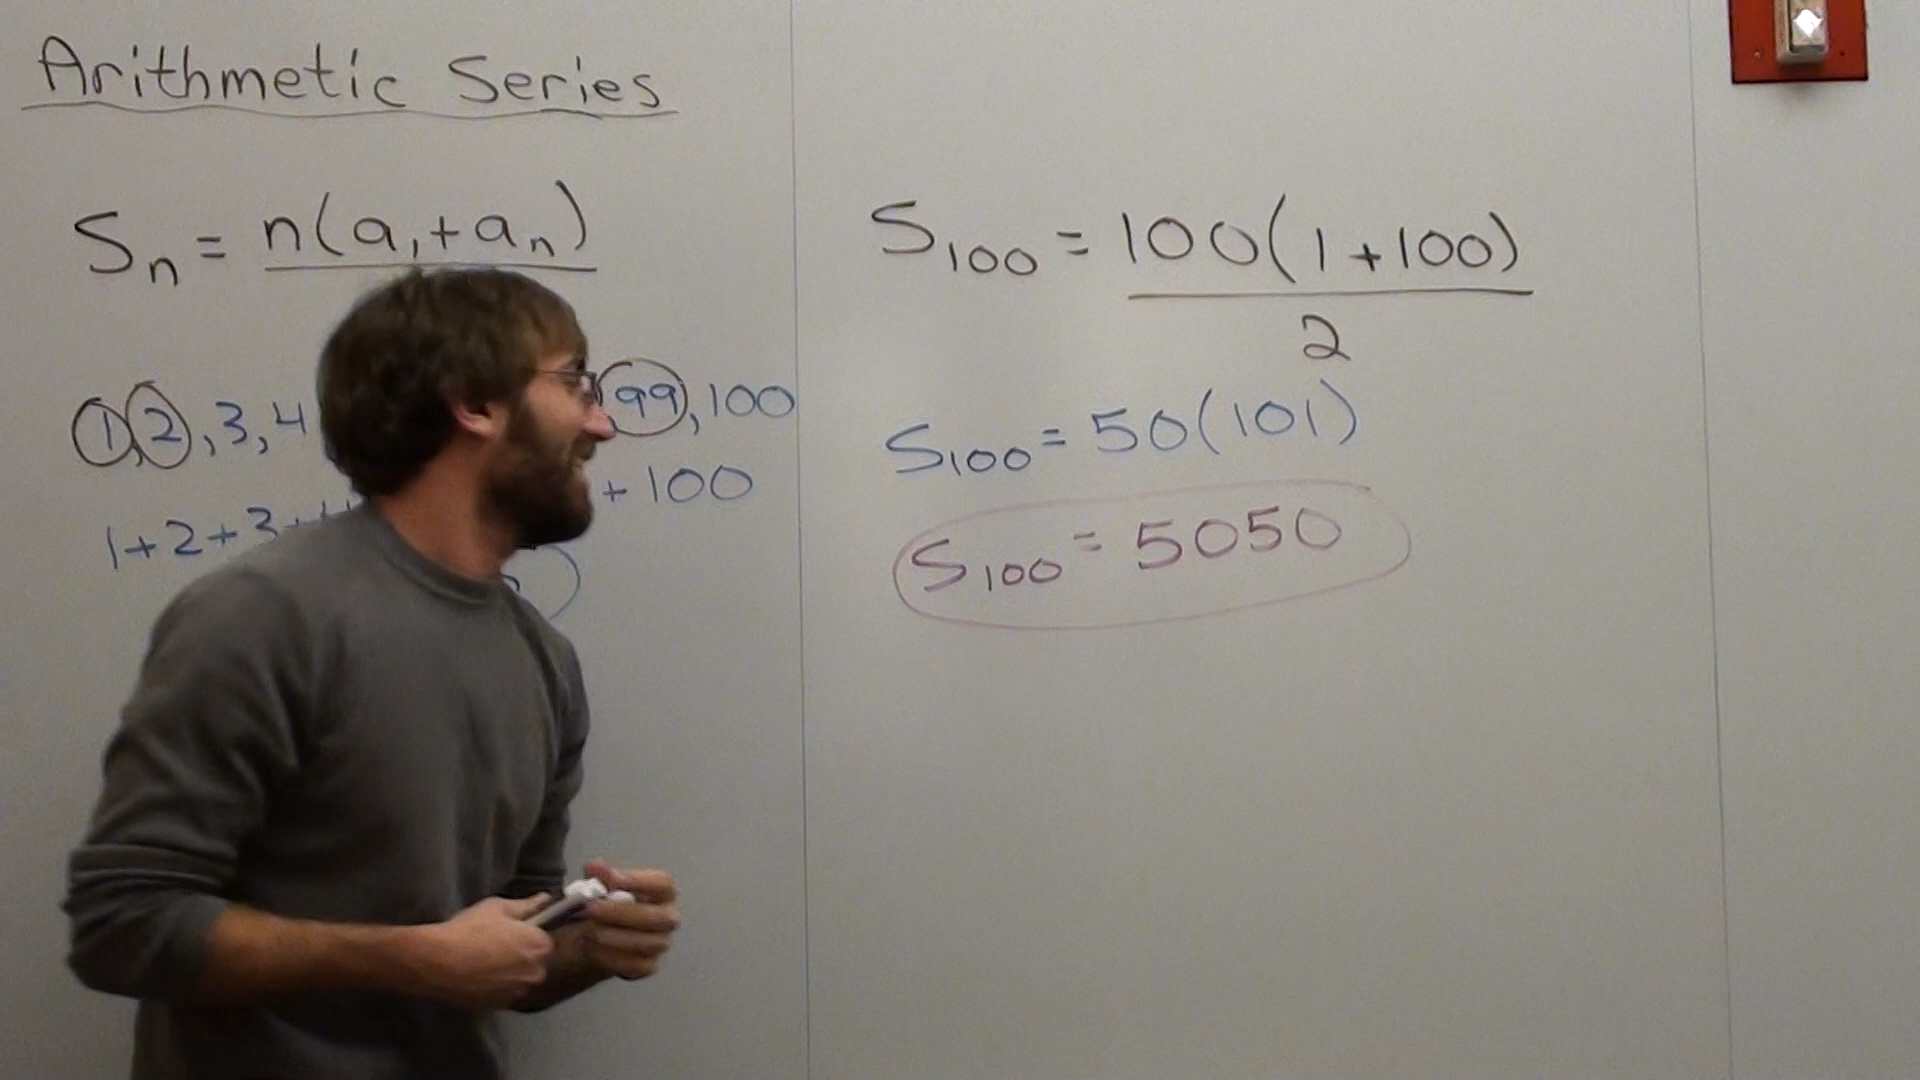 Arithmetic Series
Sn = n(a1+an)
1, 2, 3, 4 99, 100
1+2+3+4 + 100
S100 = 100(1+100)
2
S100 = 50(101)
S100 = 5050